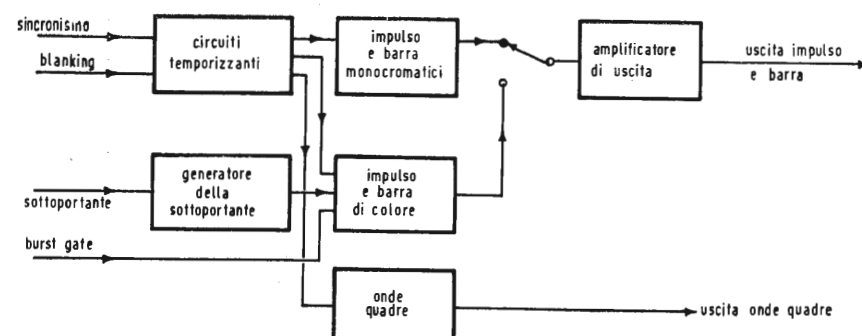 sincronismo
blanking
circuiti
temporizzanti
impulso
e barra
monocromatici
amplificatore
di uscita
uscita impulso
e barra
sottoportante
generatore
della
sottoportante
impulso
e barra
di colore
burst gate
onde
quadre
uscita onde quadre